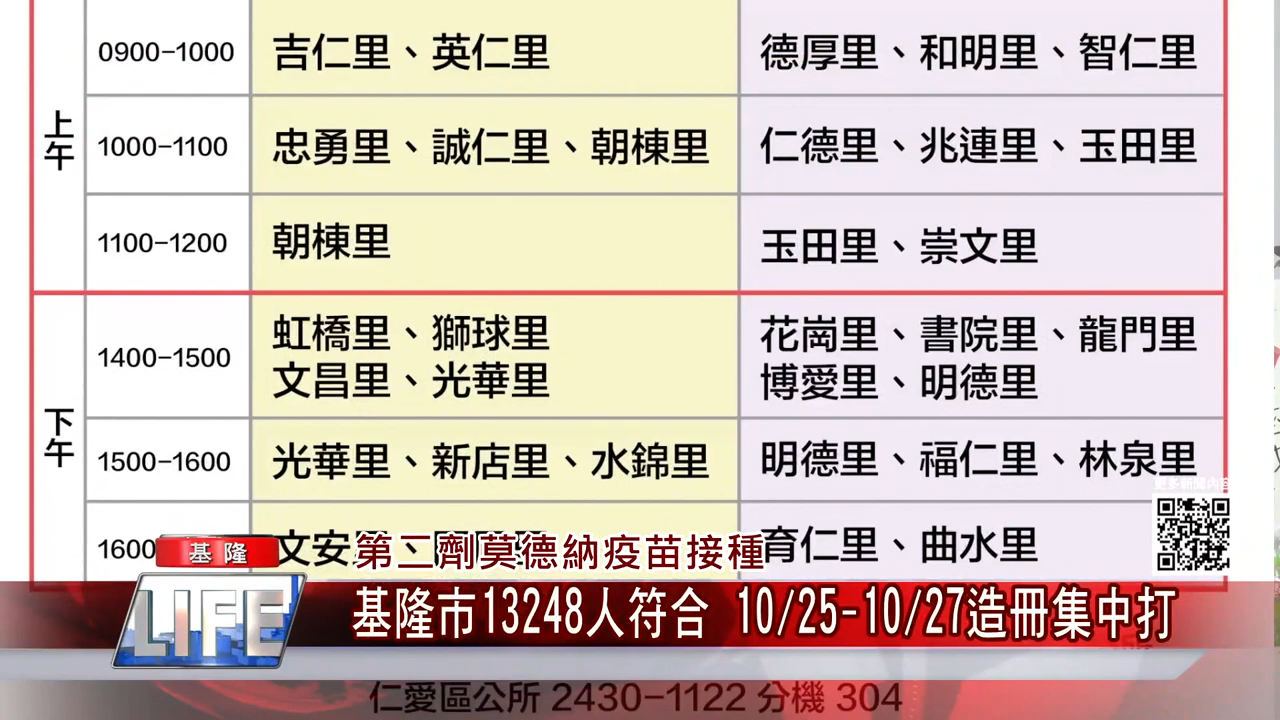 上午
0900-1000
吉仁里、英仁里
德厚里、和明里、智仁里
1000-1100
忠勇里、誠仁里、朝棟里
仁德里、兆連里、玉田里
1100-1200
朝棟里
玉田里、崇文里
下午
1400-1500
虹橋里、獅球里
文昌里、光華里
花崗里、書院里、龍門里
博愛里、明德里
1500-1600
光華里、新店里、水錦里
明德里、福仁里、林泉里
更多新聞內容
1600
文安
育仁里、曲水里
基隆
第二劑莫德納疫苗接種
LIFE
基隆市13248人符合 10/25-10/27造冊集中打
仁愛區公所 2430-1122 分機 304